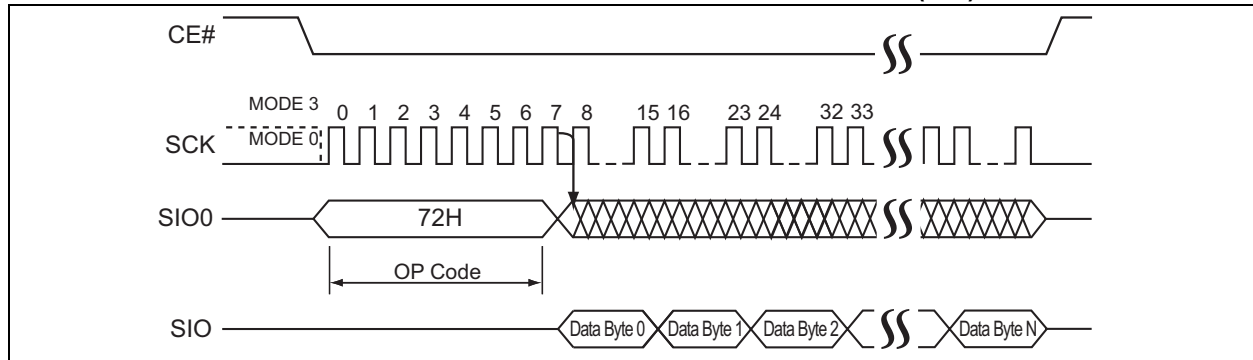 CE#
MODE 3
0 1 2 3 4 5 6 7 8 15 16 23 24 32 33
SCK
MODE 0
SIO0
72H
OP Code
SIO
Data Byte 0 Data Byte 1 Data Byte 2 Data Byte N